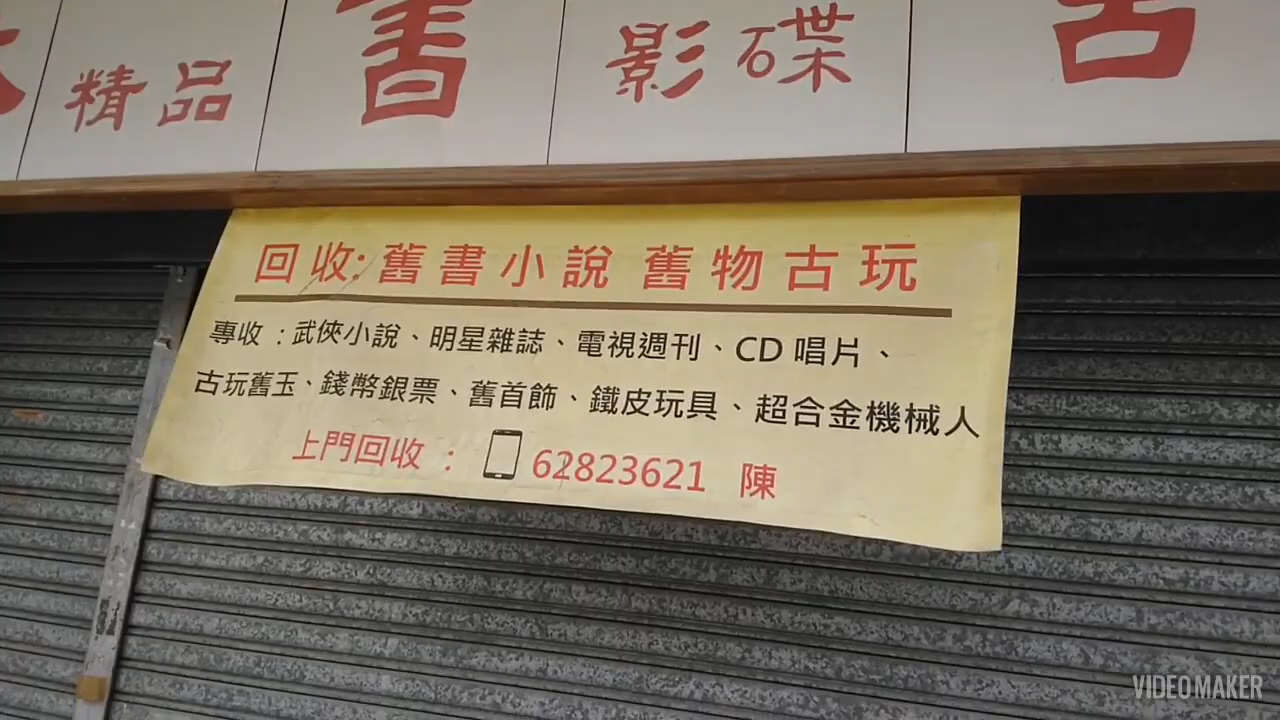 精品 書 影碟
回收:舊書小說 舊物古玩
專收 :武俠小說、明星雜誌、電視週刊、CD 唱片、
古玩舊玉、錢幣銀票、舊首飾、鐵皮玩具、超合金機械人
上門回收 : 62823621 陳
VIDEO MAKER